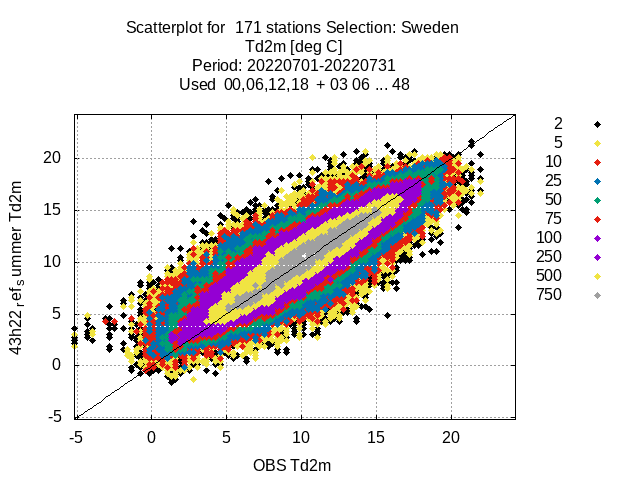 Scatterplot for 171 stations Selection: Sweden
Td2m [deg C]
Period: 20220701-20220731
Used 00,06,12,18 + 03 06 ... 48
2
5
10
25
50
75
100
250
500
750
20
15
10
5
0
-5
-5 0 5 10 15 20
43h22_ref_summer Td2m
OBS Td2m